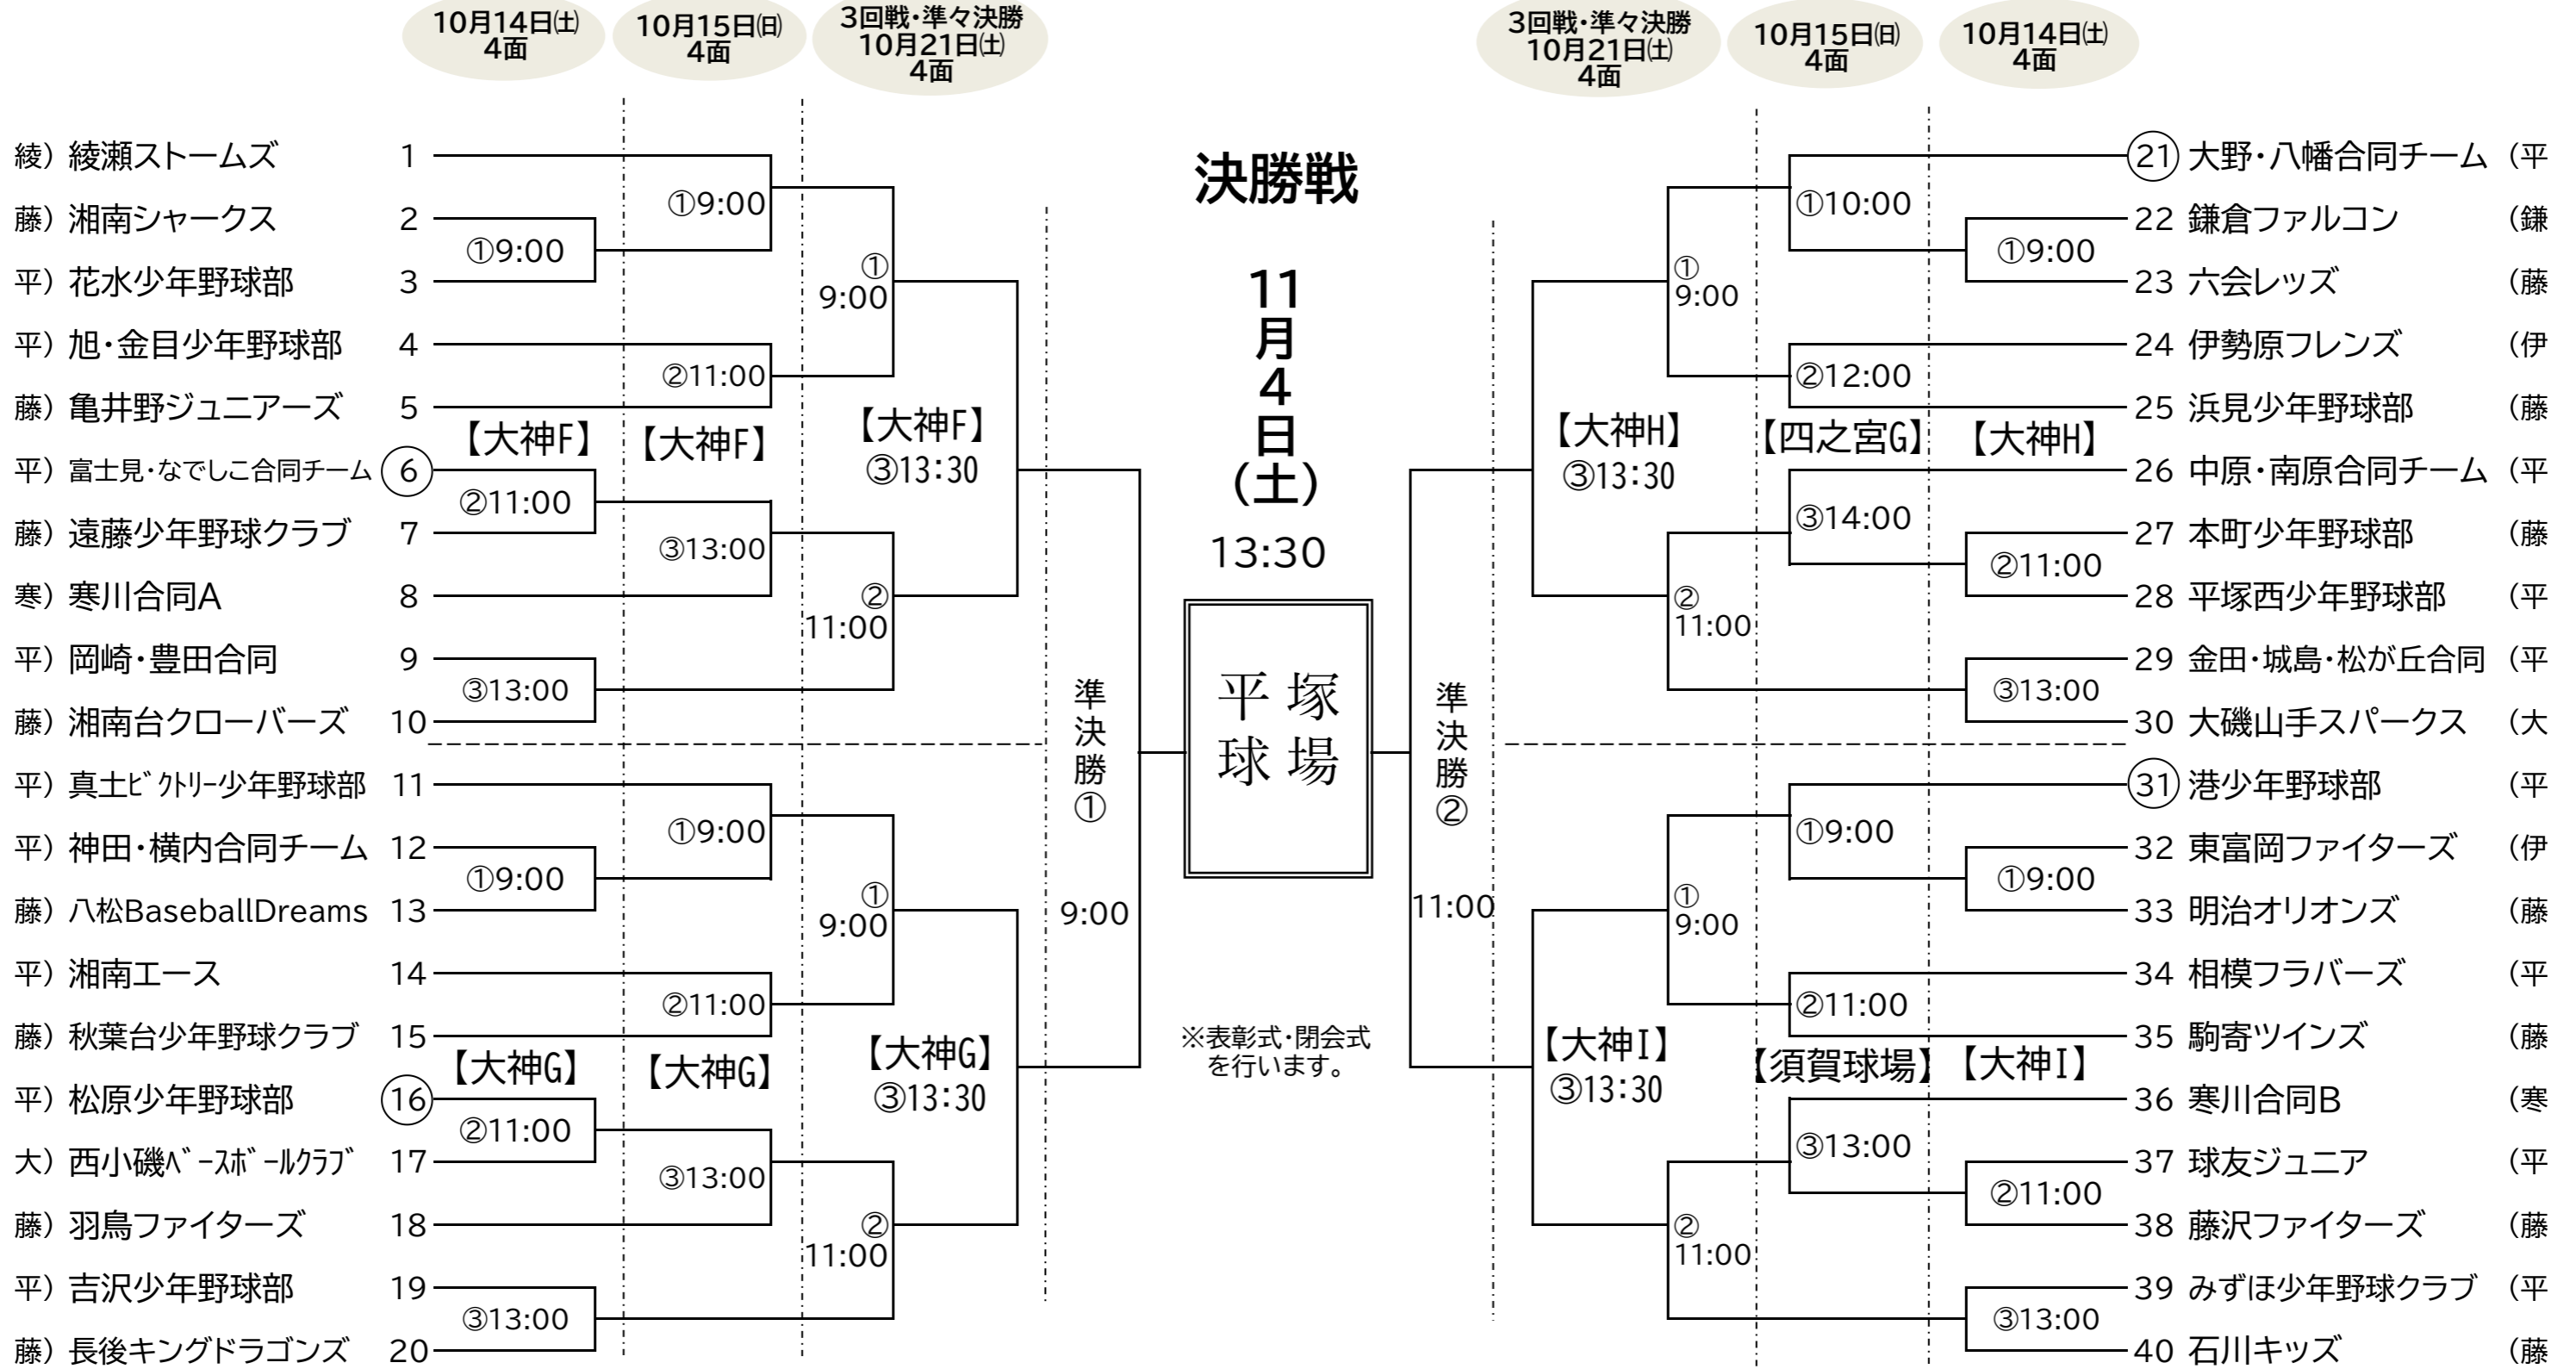 10月14日㈯
4面
10月15日㈰
4面
3回戦・準々決勝
10月21日㈯
4面
3回戦・準々決勝
10月21日㈯
4面
10月15日㈰
4面
10月14日㈯
4面
綾）綾瀬ストームズ 1
藤）湘南シャークス 2
平）花水少年野球部 3
平）旭・金目少年野球部 4
藤）亀井野ジュニアーズ 5
平）富士見・なでしこ合同チーム 6
藤）遠藤少年野球クラブ 7
寒）寒川合同A 8
平）岡崎・豊田合同 9
藤）湘南台クローバーズ 10
平）真土ﾋﾞｸﾄﾘｰ少年野球部 11
平）神田・横内合同チーム 12
藤）八松BaseballDreams 13
平）湘南エース 14
藤）秋葉台少年野球クラブ 15
平）松原少年野球部 16
大）西小磯ﾍﾞｰｽﾎﾞｰﾙｸﾗﾌﾞ 17
藤）羽鳥ファイターズ 18
平）吉沢少年野球部 19
藤）長後キングドラゴンズ 20
①9:00
【大神F】
②11:00
③13:00
①9:00
【大神G】
②11:00
③13:00
①9:00
②11:00
【大神F】
③13:00
①9:00
②11:00
【大神G】
③13:00
①
9:00
【大神F】
③13:30
②
11:00
①
9:00
【大神G】
③13:30
②
11:00
準決勝①
9:00
決勝戦
11月4日(土)
13:30
平塚
球場
※表彰式・閉会式
を行います。
準決勝②
11:00
①
9:00
【大神H】
③13:30
②
11:00
①
9:00
【大神I】
③13:30
②
11:00
①10:00
②12:00
【四之宮G】
③14:00
①9:00
②11:00
【須賀球場】
③13:00
①9:00
【大神H】
②11:00
③13:00
①9:00
【大神I】
②11:00
③13:00
21 大野・八幡合同チーム （平
22 鎌倉ファルコン （鎌
23 六会レッズ （藤
24 伊勢原フレンズ （伊
25 浜見少年野球部 （藤
26 中原・南原合同チーム （平
27 本町少年野球部 （藤
28 平塚西少年野球部 （平
29 金田・城島・松が丘合同 （平
30 大磯山手スパークス （大
31 港少年野球部 （平
32 東富岡ファイターズ （伊
33 明治オリオンズ （藤
34 相模フラバーズ （平
35 駒寄ツインズ （藤
36 寒川合同B （寒
37 球友ジュニア （平
38 藤沢ファイターズ （藤
39 みずほ少年野球クラブ （平
40 石川キッズ （藤